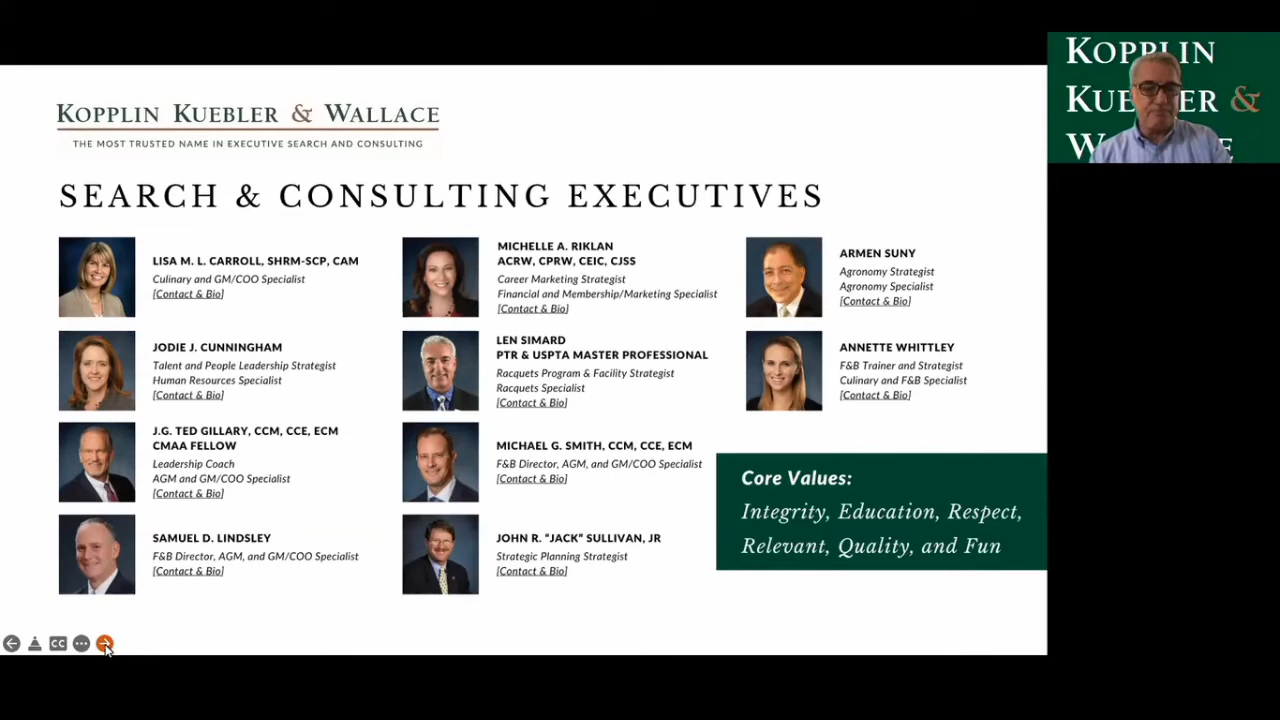 KOPPLIN KUEBLER & WALLACE
THE MOST TRUSTED NAME IN EXECUTIVE SEARCH AND CONSULTING
SEARCH & CONSULTING EXECUTIVES
LISA M. L. CARROLL, SHRM-SCP, CAM
Culinary and GM/COO Specialist
[Contact & Bio]
JODIE J. CUNNINGHAM
Talent and People Leadership Strategist
Human Resources Specialist
[Contact & Bio]
J.G. TED GILLARY, CCM, CCE, ECM
CMAA FELLOW
Leadership Coach
AGM and GM/COO Specialist
[Contact & Bio]
SAMUEL D. LINDSLEY
F&B Director, AGM, and GM/COO Specialist
[Contact & Bio]
MICHELLE A. RIKLAN
ACRW, CPRW, CEIC, CJSS
Career Marketing Strategist
Financial and Membership/Marketing Specialist
[Contact & Bio]
LEN SIMARD
PTR & USPTA MASTER PROFESSIONAL
Racquets Program & Facility Strategist
Racquets Specialist
[Contact & Bio]
MICHAEL G. SMITH, CCM, CCE, ECM
F&B Director, AGM, and GM/COO Specialist
[Contact & Bio]
JOHN R. “JACK” SULLIVAN, JR
Strategic Planning Strategist
[Contact & Bio]
ARMEN SUNY
Agronomy Strategist
Agronomy Specialist
[Contact & Bio]
ANNETTE WHITTLEY
F&B Trainer and Strategist
Culinary and F&B Specialist
[Contact & Bio]
Core Values:
Integrity, Education, Respect,
Relevant, Quality, and Fun
CC
KOPPLIN
&